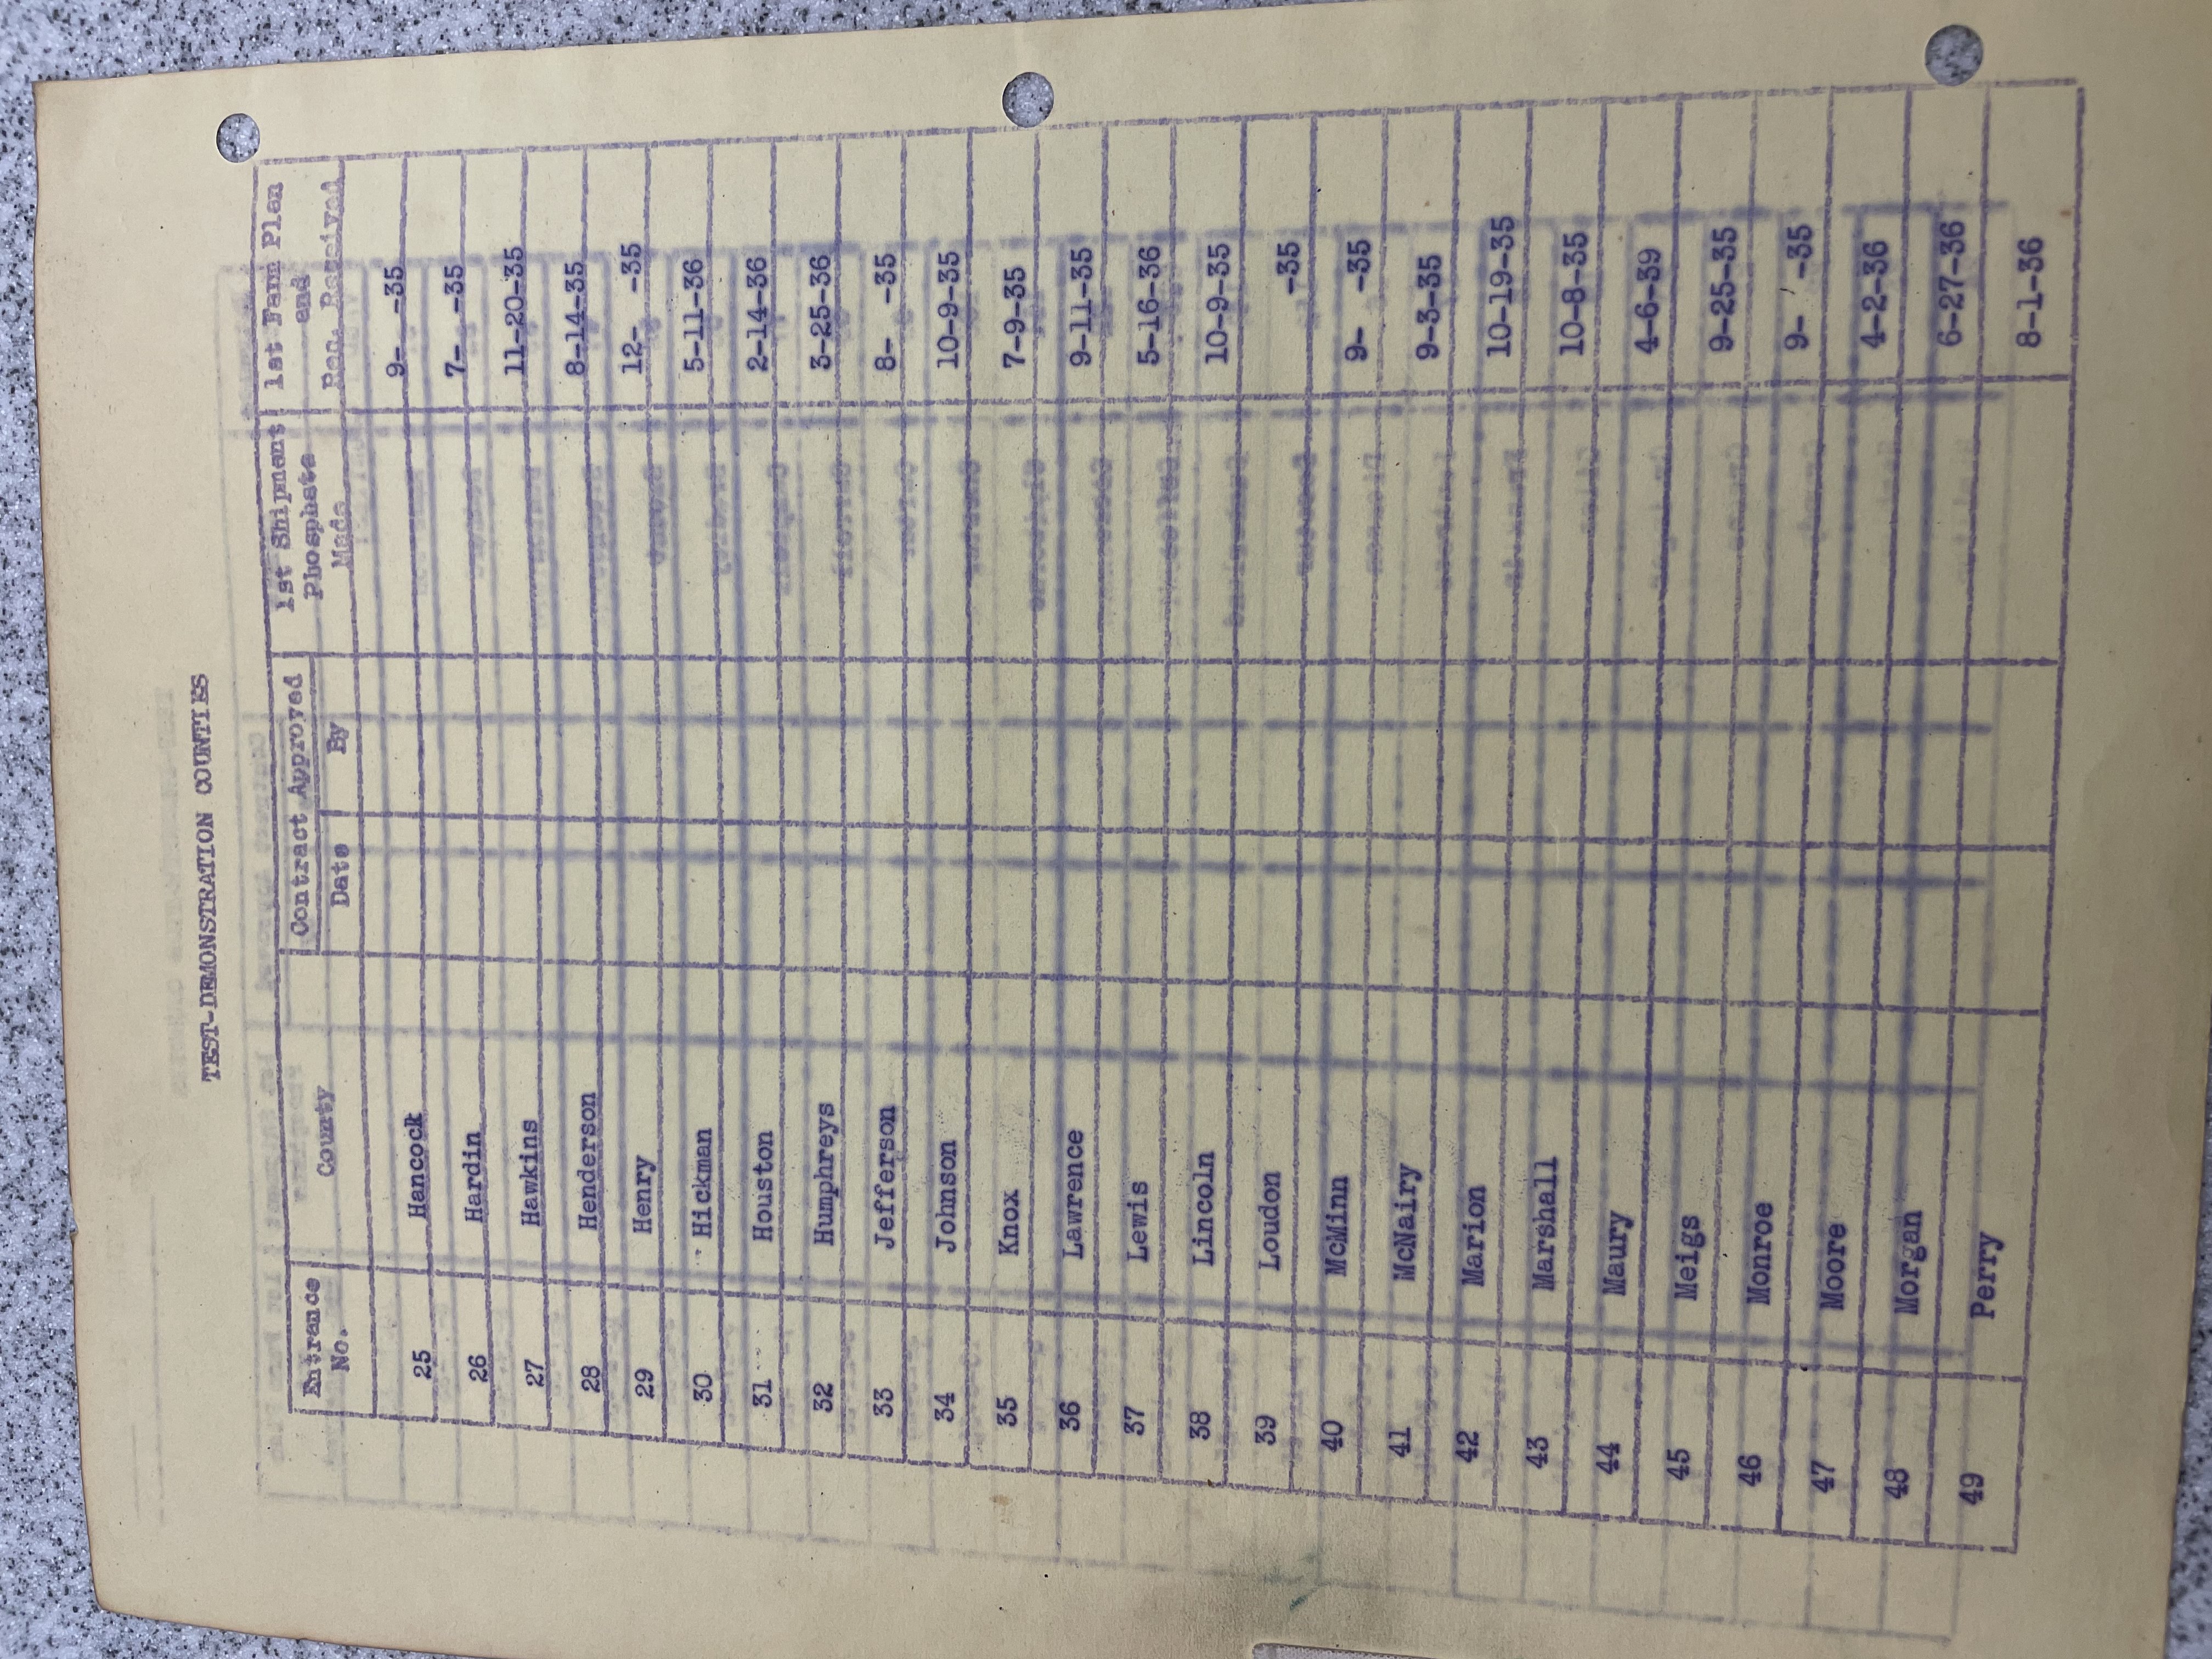 TEST-DEMONSTRATION COUNTIES
Entrance No. County Contract Approved Date By 1st Shipment Phosphate Made 1st Farm Plan and Rec. Received
25 Hancock 9- -35
26 Hardin 7- -35
27 Hawkins 11-20-35
28 Henderson 8-14-35
29 Henry 12- -35
30 Hickman 5-11-36
31 Houston 2-14-36
32 Humphreys 3-25-36
33 Jefferson 8- -35
34 Johnson 10-9-35
35 Knox 7-9-35
36 Lawrence 9-11-35
37 Lewis 5-16-36
38 Lincoln 10-9-35
39 Loudon -35
40 McMinn 9- -35
41 McNairy 9-3-35
42 Marion 10-19-35
43 Marshall 10-8-35
44 Maury 4-6-39
45 Meigs 9-25-35
46 Monroe 9- -35
47 Moore 4-2-36
48 Morgan 6-27-36
49 Perry 8-1-36